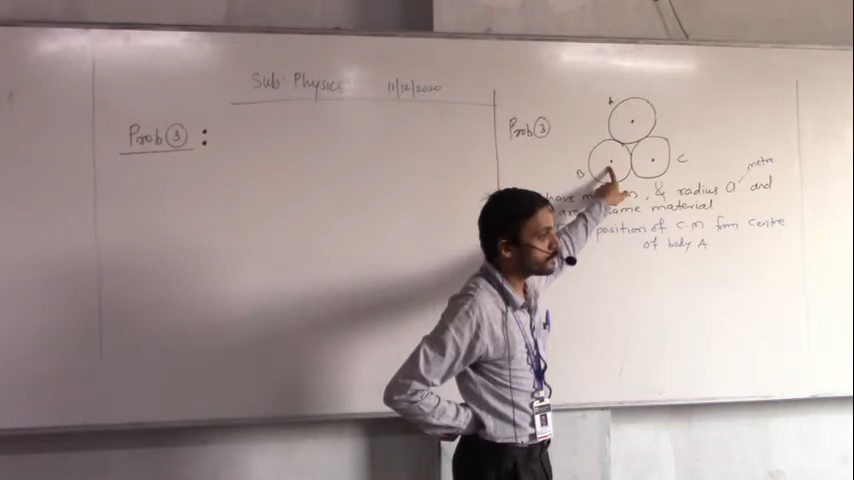 Sub. Physics 11/12/2020
Prob ③ :
Prob ③
A
B
C
metre
have & radius a and
same material
position of C.M from centre
of body A